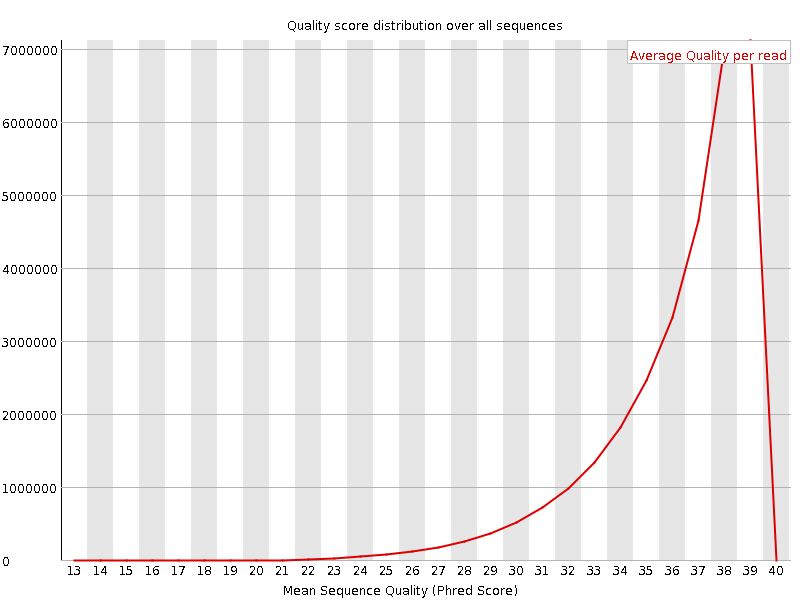 Quality score distribution over all sequences
Average Quality per read
7000000
6000000
5000000
4000000
3000000
2000000
1000000
0
13 14 15 16 17 18 19 20 21 22 23 24 25 26 27 28 29 30 31 32 33 34 35 36 37 38 39 40
Mean Sequence Quality (Phred Score)